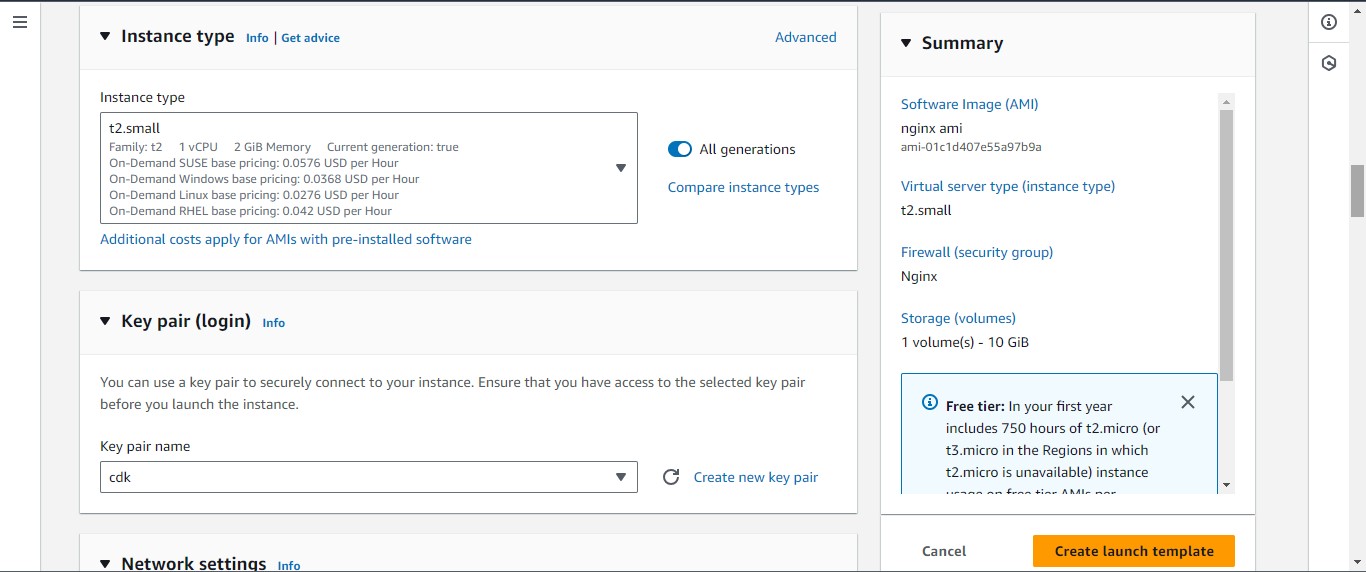 Instance type Info | Get advice
Advanced
Instance type
t2.small
Family: t2 1 vCPU 2 GiB Memory Current generation: true
On-Demand SUSE base pricing: 0.0576 USD per Hour
On-Demand Windows base pricing: 0.0368 USD per Hour
On-Demand Linux base pricing: 0.0276 USD per Hour
On-Demand RHEL base pricing: 0.042 USD per Hour
All generations
Compare instance types
Additional costs apply for AMIs with pre-installed software
Key pair (login) Info
You can use a key pair to securely connect to your instance. Ensure that you have access to the selected key pair
before you launch the instance.
Key pair name
cdk
Create new key pair
Network settings Info
Summary
Software Image (AMI)
nginx ami
ami-01c1d407e55a97b9a
Virtual server type (instance type)
t2.small
Firewall (security group)
Nginx
Storage (volumes)
1 volume(s) - 10 GiB
Free tier: In your first year
includes 750 hours of t2.micro (or
t3.micro in the Regions in which
t2.micro is unavailable) instance
usage on free tier AMIs per
Cancel
Create launch template